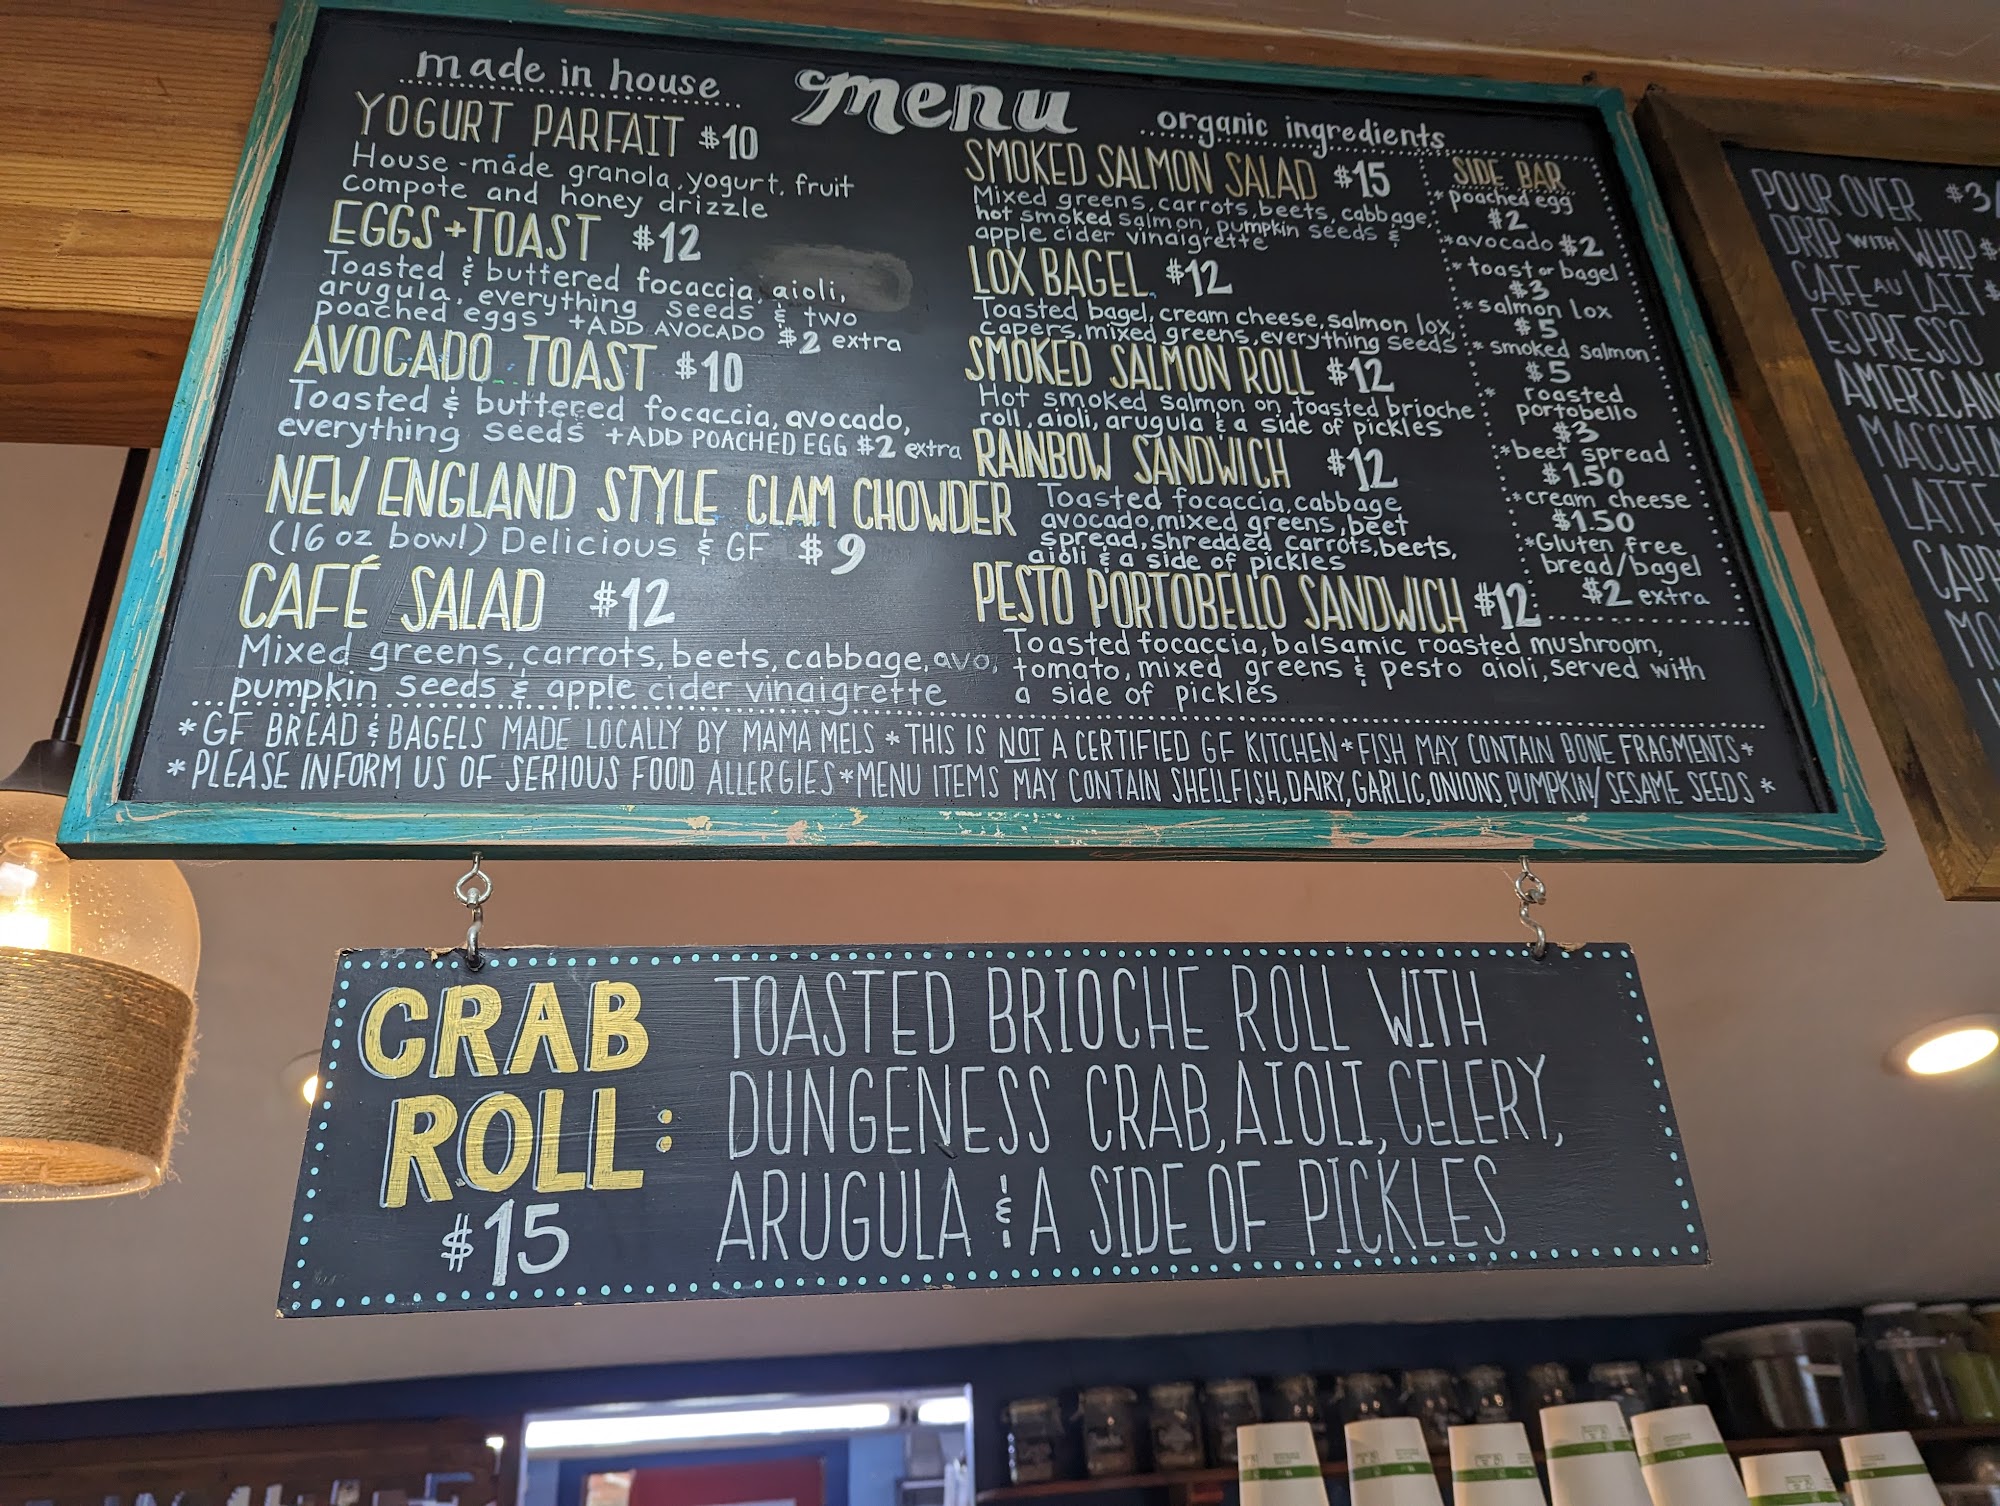 made in house
menu
organic ingredients
YOGURT PARFAIT $10
House-made granola, yogurt, fruit
compote and honey drizzle
EGGS + TOAST $12
Toasted & buttered focaccia, aioli,
arugula, everything seeds & two
poached eggs +ADD AVOCADO $2 extra
AVOCADO TOAST $10
Toasted & buttered focaccia, avocado,
everything seeds +ADD POACHED EGG $2 extra
NEW ENGLAND STYLE CLAM CHOWDER
(16 oz bowl) Delicious & GF $9
CAFÉ SALAD $12
Mixed greens, carrots, beets, cabbage, avo,
pumpkin seeds & apple cider vinaigrette
SMOKED SALMON SALAD $15
Mixed greens, carrots, beets, cabbage,
hot smoked salmon, pumpkin seeds &
apple cider vinaigrette
LOX BAGEL $12
Toasted bagel, cream cheese, salmon lox,
capers, mixed greens, everything seeds
SMOKED SALMON ROLL $12
Hot smoked salmon on toasted brioche
roll, aioli, arugula & a side of pickles
RAINBOW SANDWICH $12
Toasted focaccia, cabbage
avocado, mixed greens, beet
spread, shredded carrots, beets,
aioli & a side of pickles
PESTO PORTOBELLO SANDWICH $12
Toasted focaccia, balsamic roasted mushroom,
tomato, mixed greens & pesto aioli, served with
a side of pickles
SIDE BAR
*poached egg
$2
*avocado $2
*toast or bagel
$3
*salmon lox
$5
*smoked salmon
$5
* roasted
portobello
$3
*beet spread
$1.50
*cream cheese
$1.50
*Gluten free
bread/bagel
$2 extra
*GF BREAD & BAGELS MADE LOCALLY BY MAMA MELS *THIS IS NOT A CERTIFIED GF KITCHEN*FISH MAY CONTAIN BONE FRAGMENTS*
*PLEASE INFORM US OF SERIOUS FOOD ALLERGIES*MENU ITEMS MAY CONTAIN SHELLFISH, DAIRY, GARLIC, ONIONS, PUMPKIN/SESAME SEEDS*
CRAB
ROLL:
$15
TOASTED BRIOCHE ROLL WITH
DUNGENESS CRAB, AIOLI, CELERY,
ARUGULA & A SIDE OF PICKLES
POUR OVER $3/
DRIP WITH WHIP $
CAFE AU LAIT $
ESPRESSO
AMERICAN
MACCHI
LATTE
CAPP
MO